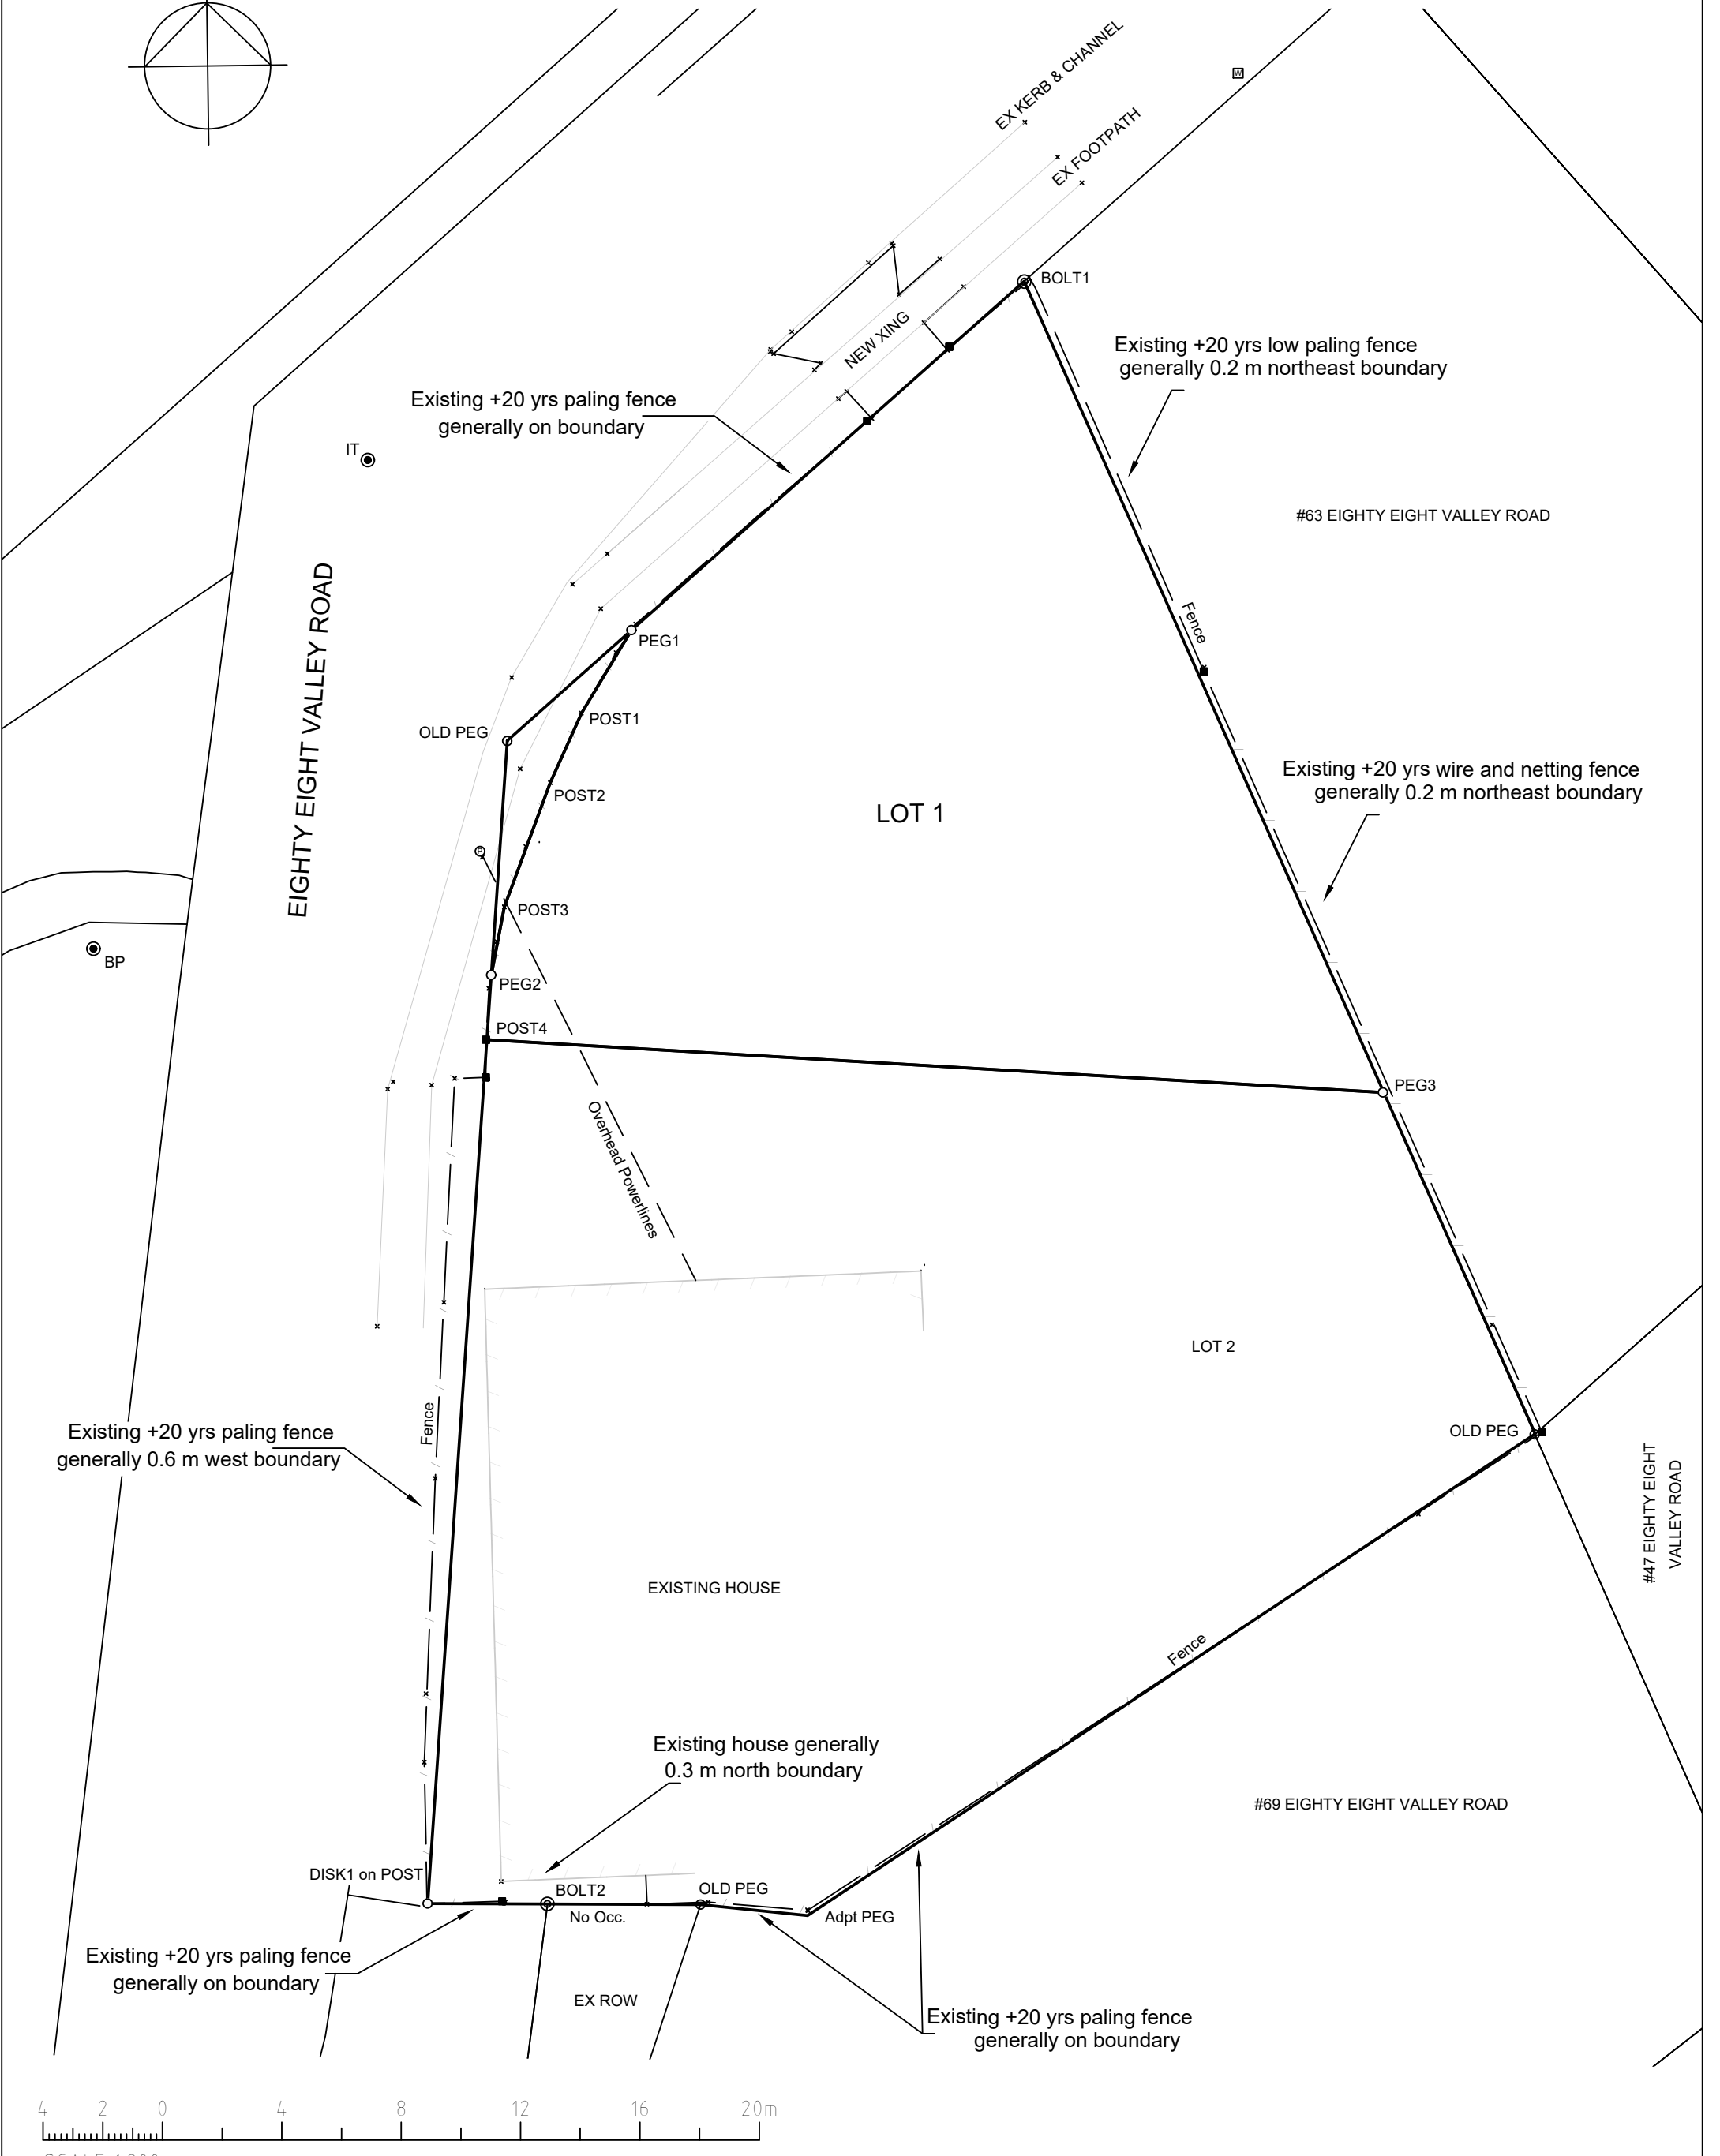 EX KERB & CHANNEL
W
EX FOOTPATH
BOLT1
NEW XING
Existing +20 yrs low paling fence
generally 0.2 m northeast boundary
Existing +20 yrs paling fence
generally on boundary
IT
#63 EIGHTY EIGHT VALLEY ROAD
EIGHTY EIGHT VALLEY ROAD
Fence
PEG1
POST1
OLD PEG
Existing +20 yrs wire and netting fence
generally 0.2 m northeast boundary
POST2
LOT 1
P
POST3
BP
PEG2
POST4
PEG3
Overhead Powerlines
LOT 2
Fence
Existing +20 yrs paling fence
generally 0.6 m west boundary
OLD PEG
#47 EIGHTY EIGHT
VALLEY ROAD
EXISTING HOUSE
Fence
Existing house generally
0.3 m north boundary
#69 EIGHTY EIGHT VALLEY ROAD
DISK1 on POST
BOLT2
OLD PEG
No Occ.
Adpt PEG
Existing +20 yrs paling fence
generally on boundary
EX ROW
Existing +20 yrs paling fence
generally on boundary
4 2 0 4 8 12 16 20m